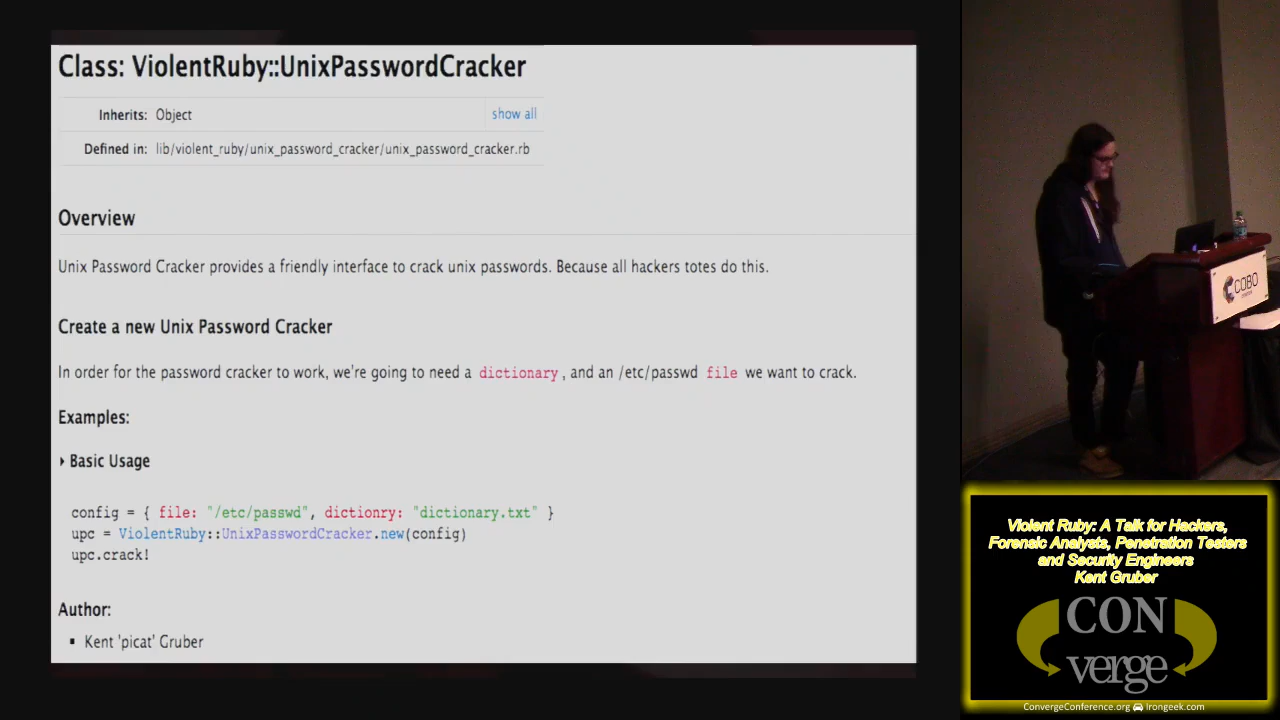 Class: ViolentRuby::UnixPasswordCracker
Inherits: Object show all
Defined in: lib/violent_ruby/unix_password_cracker/unix_password_cracker.rb
Overview
Unix Password Cracker provides a friendly interface to crack unix passwords. Because all hackers totes do this.
Create a new Unix Password Cracker
In order for the password cracker to work, we're going to need a dictionary, and an /etc/passwd file we want to crack.
Examples:
Basic Usage
config = { file: "/etc/passwd", dictionry: "dictionary.txt" }
upc = ViolentRuby::UnixPasswordCracker.new(config)
upc.crack!
Author:
Kent 'picat' Gruber
COBO
Violent Ruby: A Talk for Hackers,
Forensic Analysts, Penetration Testers
and Security Engineers
Kent Gruber
CON
verge
ConvergeConference.org Irongeek.com